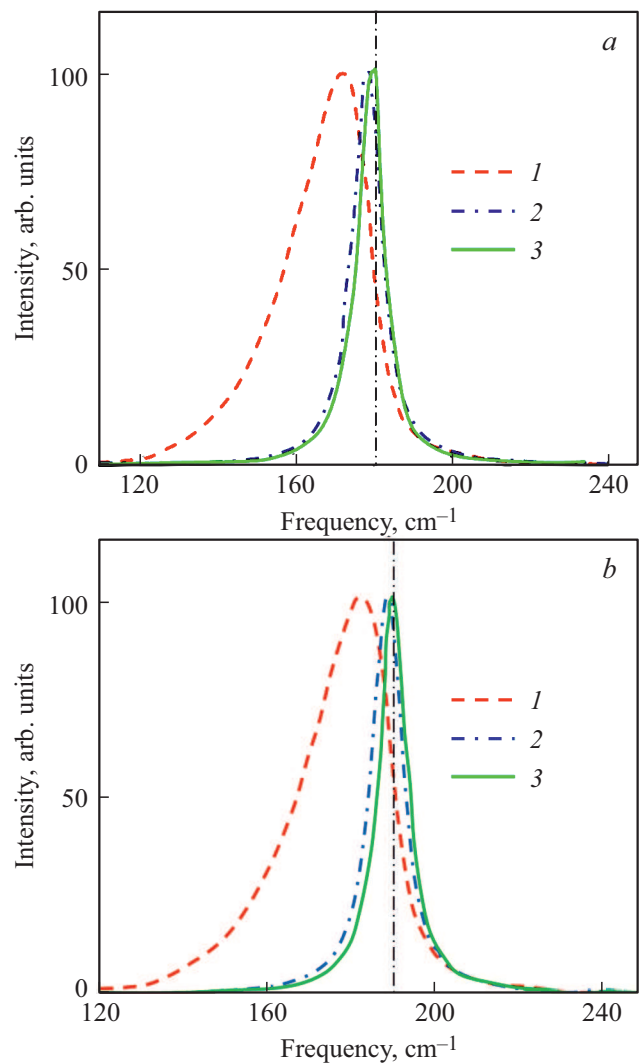 a
100
Intensity, arb. units
1
2
50
3
0
120 160 200 240
Frequency, cm–1
b
100
Intensity, arb. units
1
2
3
50
0
120 160 200 240
Frequency, cm–1